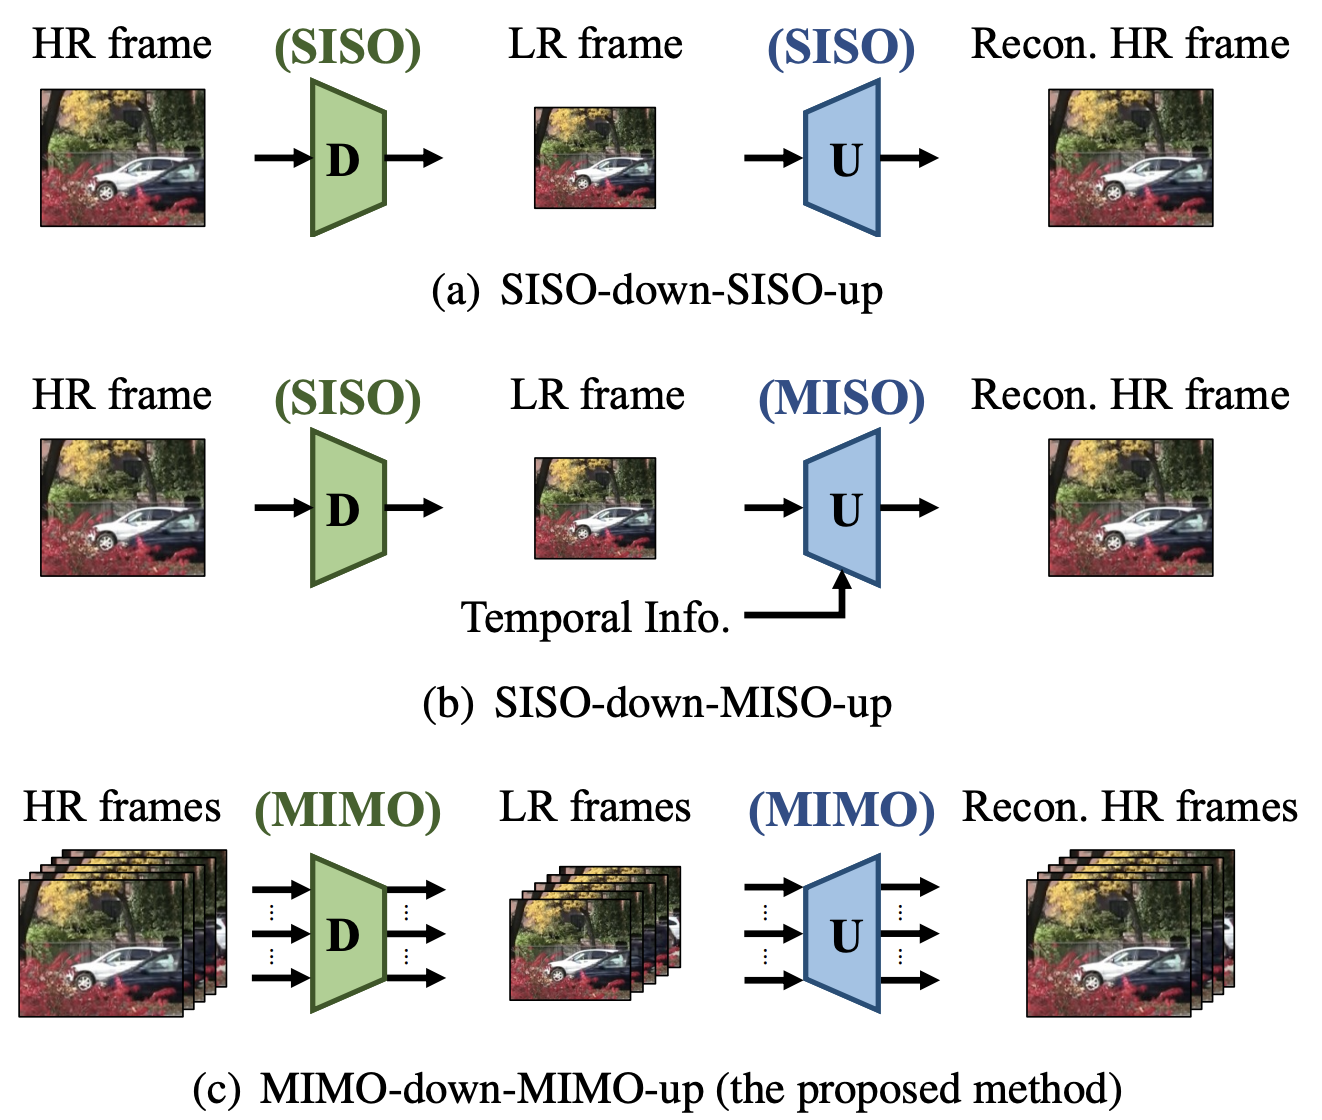 HR frame (SISO) LR frame (SISO) Recon. HR frame
D U
(a) SISO-down-SISO-up
HR frame (SISO) LR frame (MISO) Recon. HR frame
D U
Temporal Info.
(b) SISO-down-MISO-up
HR frames (MIMO) LR frames (MIMO) Recon. HR frames
D U
(c) MIMO-down-MIMO-up (the proposed method)